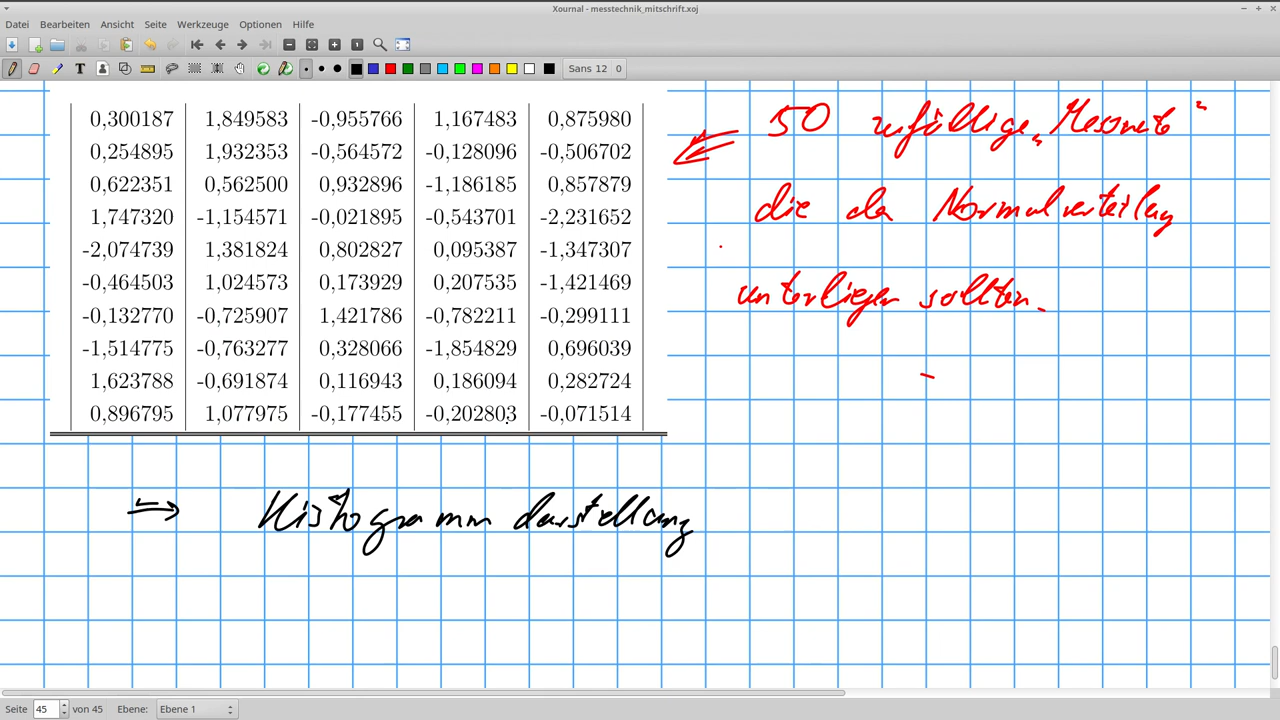 Xournal - messtechnik_mitschrift.xoj
Datei Bearbeiten Ansicht Seite Werkzeuge Optionen Hilfe
Sans 12 0
0,300187 1,849583 -0,955766 1,167483 0,875980
0,254895 1,932353 -0,564572 -0,128096 -0,506702
0,622351 0,562500 0,932896 -1,186185 0,857879
1,747320 -1,154571 -0,021895 -0,543701 -2,231652
-2,074739 1,381824 0,802827 0,095387 -1,347307
-0,464503 1,024573 0,173929 0,207535 -1,421469
-0,132770 -0,725907 1,421786 -0,782211 -0,299111
-1,514775 -0,763277 0,328066 -1,854829 0,696039
1,623788 -0,691874 0,116943 0,186094 0,282724
0,896795 1,077975 -0,177455 -0,202803 -0,071514
50 zufällige
die der Normalverteilung
unterliegen sollten.
⇒ Histogrammdarstellung
Seite 45 von 45 Ebene: Ebene 1